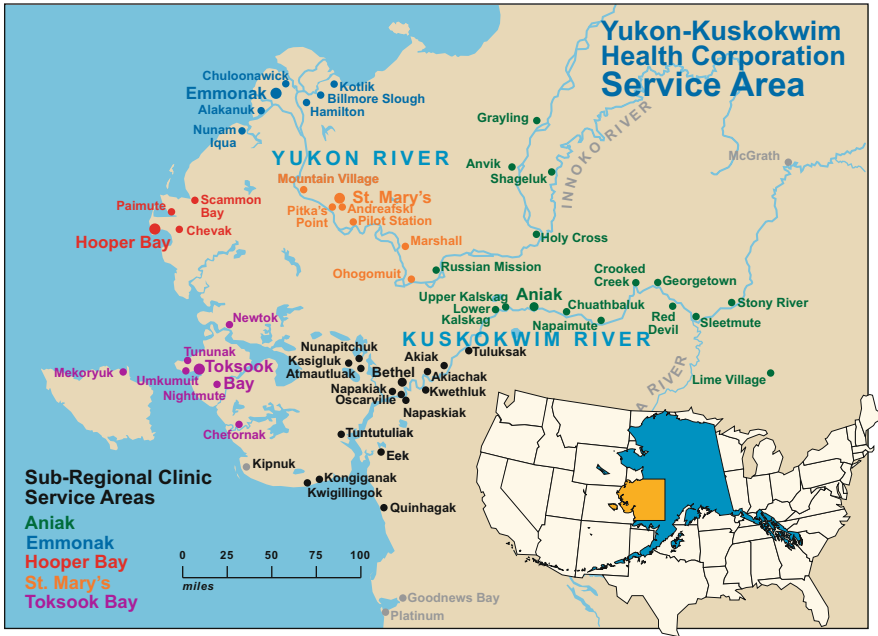 Yukon-Kuskokwim
Health Corporation
Service Area
Chuloonawick
Emmonak
Alakanuk
Nunam
Iqua
Kotlik
Billmore Slough
Hamilton
Grayling
Anvik
Shageluk
INNOKO RIVER
McGrath
YUKON RIVER
Mountain Village
St. Mary's
Pitka's
Point
Andreafski
Pilot Station
Marshall
Ohogomuit
Paimute
Scammon
Bay
Hooper Bay
Chevak
Holy Cross
Russian Mission
Crooked
Creek
Georgetown
Upper Kalskag
Aniak
Lower
Kalskag
Chuathbaluk
Napaimute
Red
Devil
Sleetmute
Stony River
Lime Village
KUSKOKWIM RIVER
A RIVER
Newtok
Tununak
Toksook
Bay
Umkumuit
Nightmute
Mekoryuk
Chefornak
Nunapitchuk
Kasigluk
Atmautluak
Akiak
Tuluksak
Bethel
Akiachak
Napakiak
Kwethluk
Oscarville
Napaskiak
Tuntutuliak
Eek
Kipnuk
Kongiganak
Kwigillingok
Quinhagak
Goodnews Bay
Platinum
Sub-Regional Clinic
Service Areas
Aniak
Emmonak
Hooper Bay
St. Mary's
Toksook Bay
0 25 50 75 100
miles